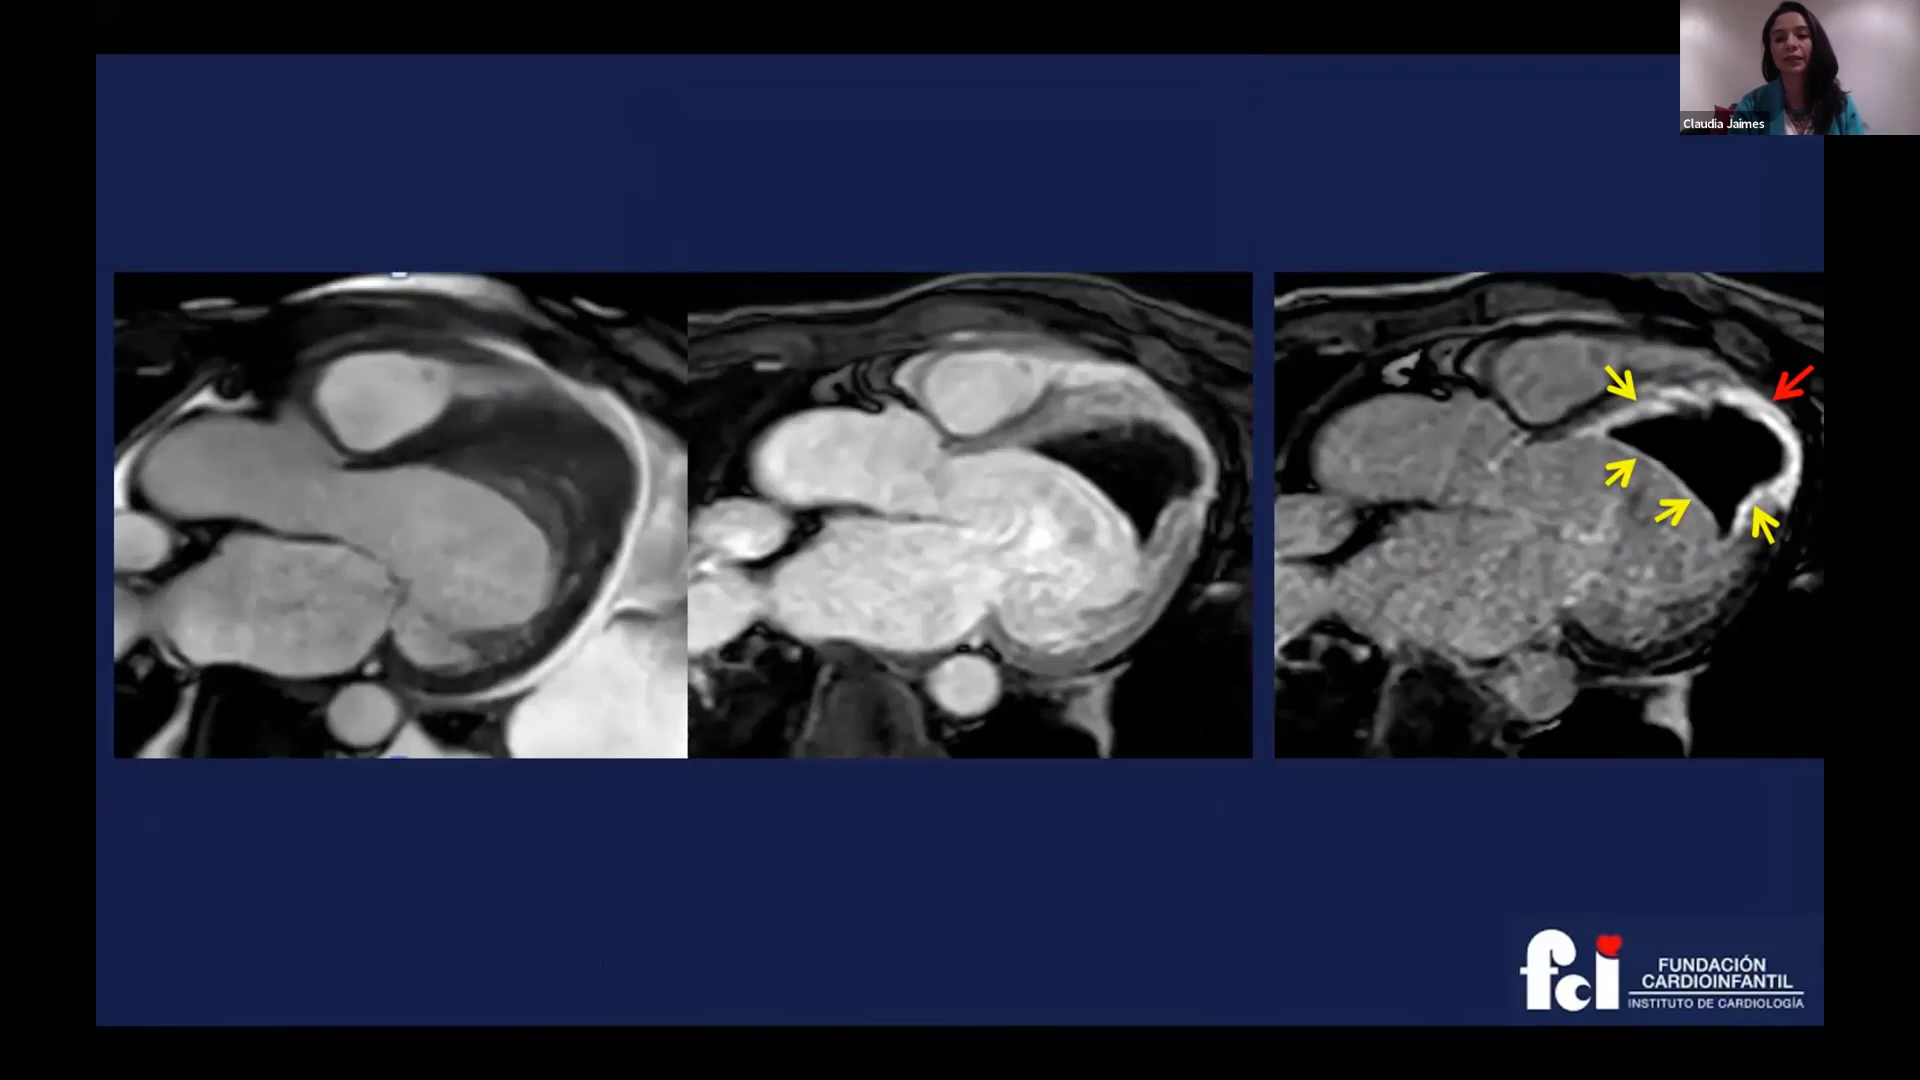 Claudia Jaimes
fci
FUNDACIÓN
CARDIOINFANTIL
INSTITUTO DE CARDIOLOGÍA